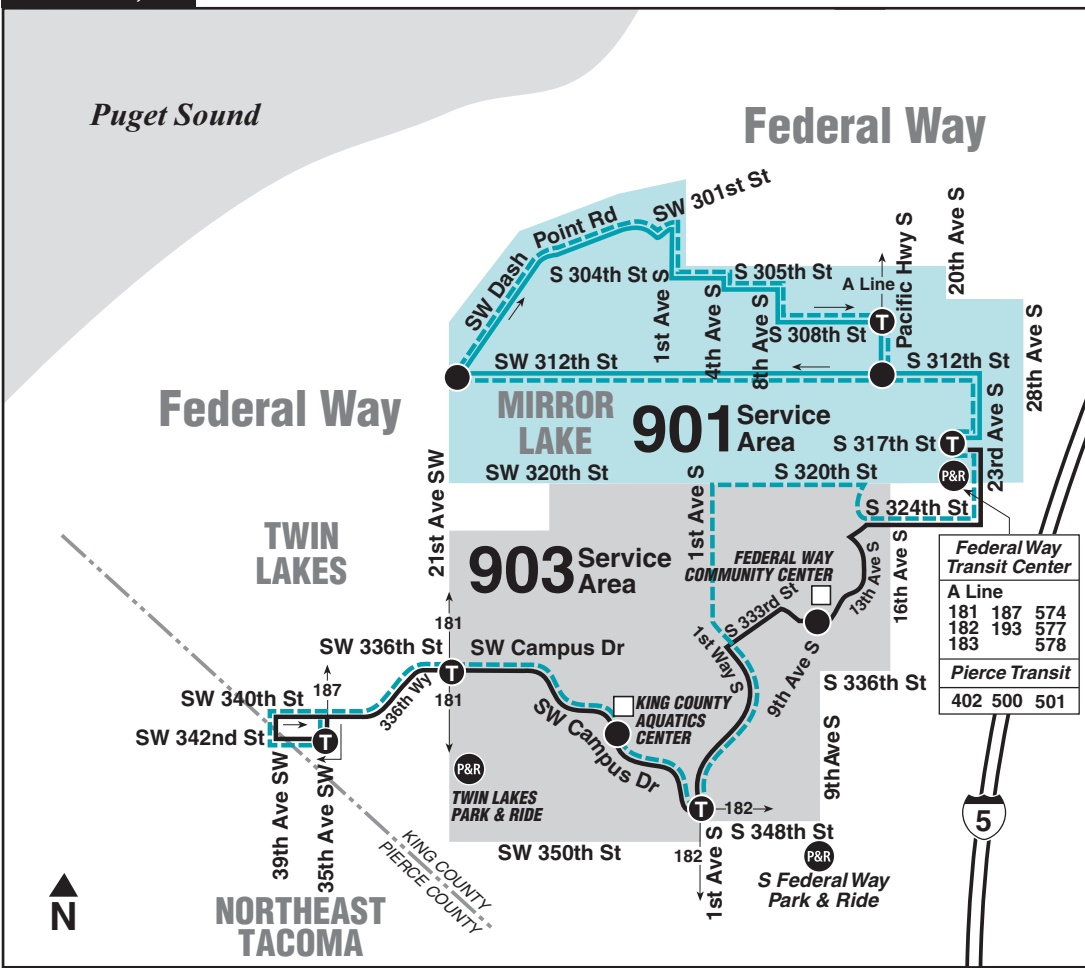 Puget Sound
Federal Way
SW 301st St
SW Dash Point Rd
S 304th St
S 305th St
A Line
Pacific Hwy S
20th Ave S
28th Ave S
1st Ave S
4th Ave S
8th Ave S
T
S 308th St
SW 312th St
S 312th St
Federal Way
MIRROR
LAKE
901 Service
Area
S 317th St
T
23rd Ave S
P&R
SW 320th St
S 320th St
S 324th St
21st Ave SW
1st Ave S
TWIN
LAKES
903 Service
Area
FEDERAL WAY
COMMUNITY CENTER
13th Ave S
16th Ave S
Federal Way
Transit Center
A Line
181 187 574
182 193 577
183 578
Pierce Transit
402 500 501
181
S 333rd St
1st Way S
9th Ave S
SW 336th St
SW Campus Dr
T
336th Wy
181
S 336th St
SW 340th St
187
SW 342nd St
T
KING COUNTY
AQUATICS
CENTER
SW Campus Dr
9th Ave S
P&R
TWIN LAKES
PARK & RIDE
T
182
S 348th St
182
1st Ave S
SW 350th St
P&R
S Federal Way
Park & Ride
5
39th Ave SW
35th Ave SW
KING COUNTY
PIERCE COUNTY
N
NORTHEAST
TACOMA